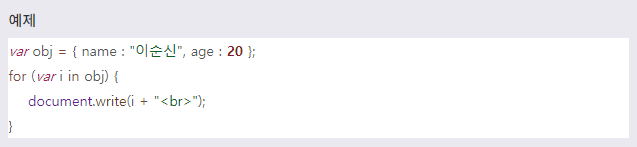 예제
var obj = { name : "이순신", age : 20 };
for (var i in obj) {
    document.write(i + "<br>");
}